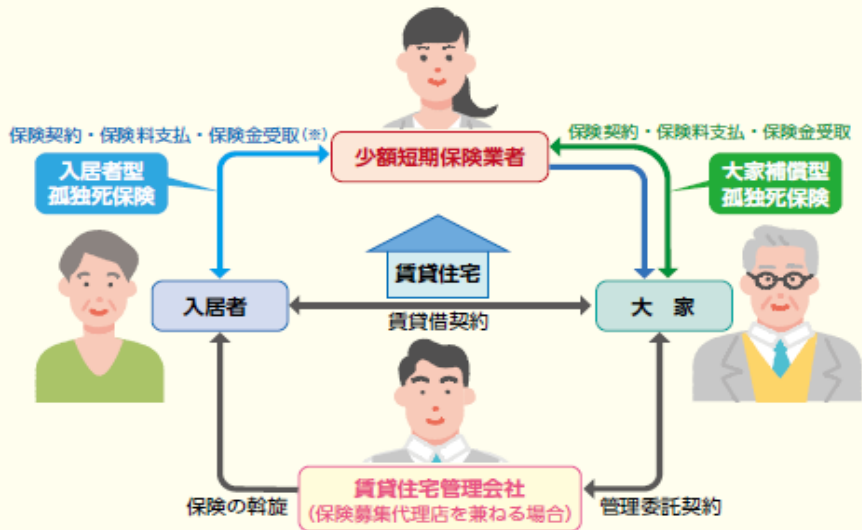 保険契約・保険料支払・保険金受取(※)
保険契約・保険料支払・保険金受取
少額短期保険業者
入居者型
孤独死保険
大家補償型
孤独死保険
賃貸住宅
入居者
大　家
賃貸借契約
賃貸住宅管理会社
(保険募集代理店を兼ねる場合)
保険の斡旋
管理委託契約